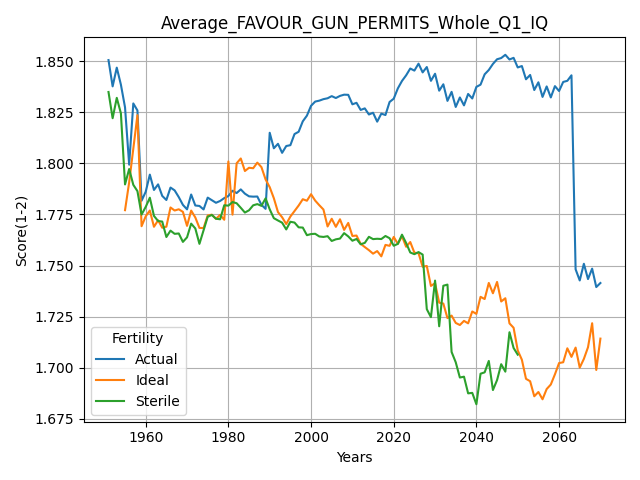 Average_FAVOUR_GUN_PERMITS_Whole_Q1_IQ
Score(1-2)
1.850
1.825
1.800
1.775
1.750
1.725
1.700
1.675
Fertility
Actual
Ideal
Sterile
1960 1980 2000 2020 2040 2060
Years